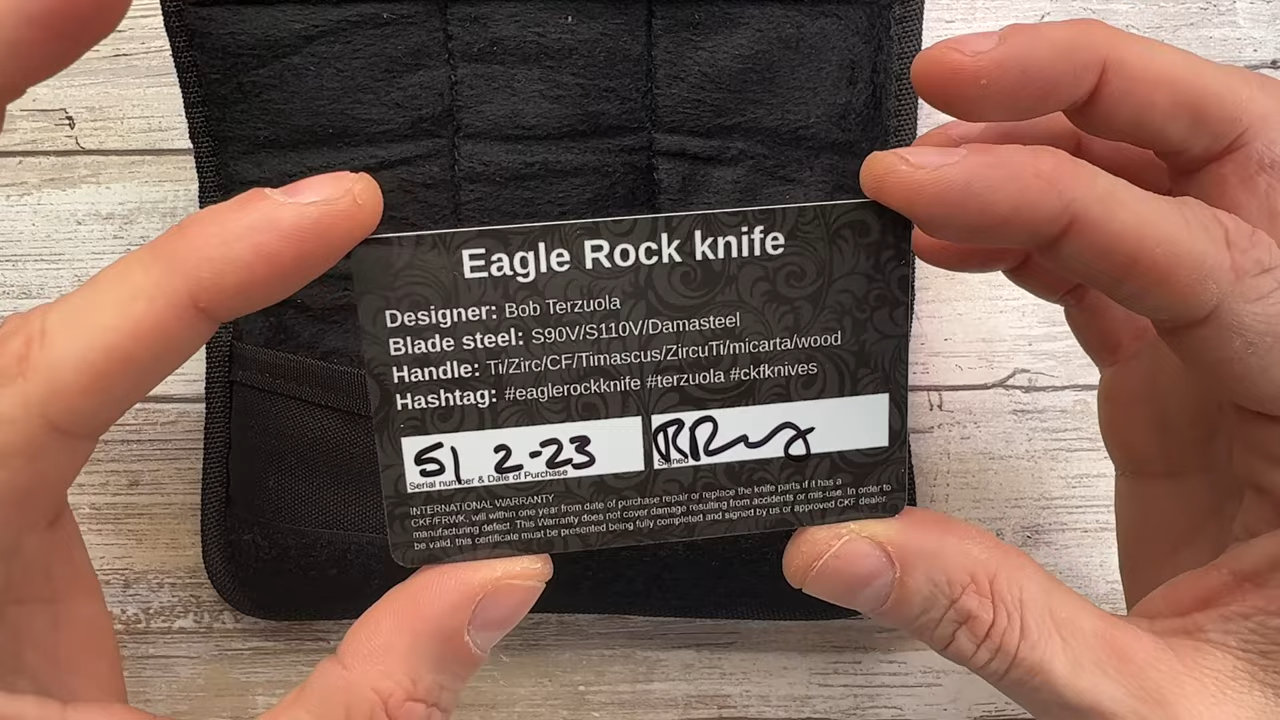 Eagle Rock knife
Designer: Bob Terzuola
Blade steel: S90V/S110V/Damasteel
Handle: Ti/Zirc/CF/Timascus/ZircuTi/micarta/wood
Hashtag: #eaglerockknife #terzuola #ckfknives
51 2-23
Serial number & Date of Purchase
Signed
INTERNATIONAL WARRANTY
CKF/FRWK, will within one year from date of purchase repair or replace the knife parts if it has a
manufacturing defect. This Warranty does not cover damage resulting from accidents or mis-use. In order to
be valid, this certificate must be presented being fully completed and signed by us or approved CKF dealer.